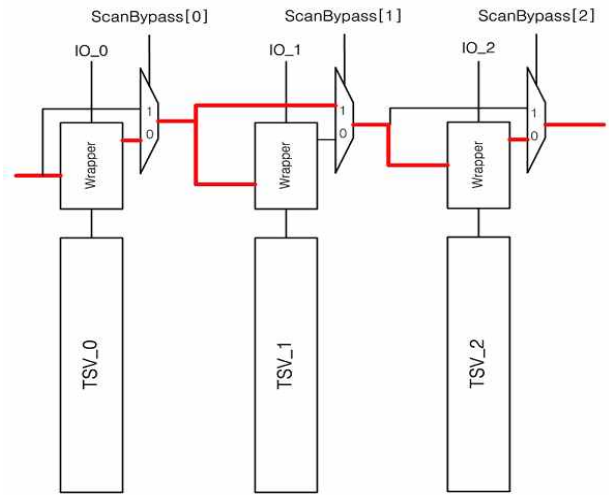 ScanBypass[0]
ScanBypass[1]
ScanBypass[2]
IO_0
IO_1
IO_2
1
0
1
0
1
0
Wrapper
Wrapper
Wrapper
TSV_0
TSV_1
TSV_2